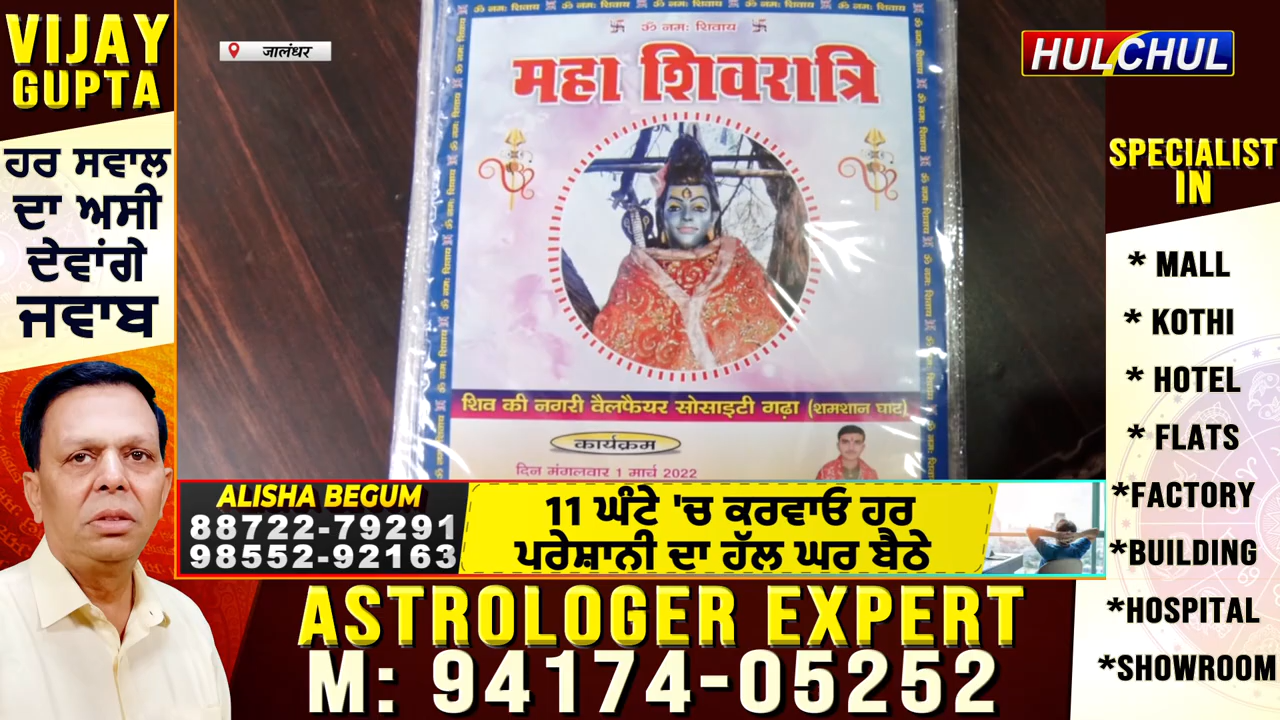 VIJAY
GUPTA
ਹਰ ਸਵਾਲ
ਦਾ ਅਸੀ
ਦੇਵਾਂਗੇ
ਜਵਾਬ
जालंधर
ॐ नमः शिवाय
महा शिवरात्रि
शिव की नगरी वैलफैयर सोसाइटी गढ़ा (शमशान घाट)
कार्यक्रम
दिन मंगलवार 1 मार्च 2022
HULCHUL
SPECIALIST
IN
* MALL
* KOTHI
* HOTEL
* FLATS
*FACTORY
*BUILDING
*HOSPITAL
*SHOWROOM
ALISHA BEGUM
88722-79291
98552-92163
11 ਘੰਟੇ 'ਚ ਕਰਵਾਓ ਹਰ
ਪਰੇਸ਼ਾਨੀ ਦਾ ਹੱਲ ਘਰ ਬੈਠੇ
ASTROLOGER EXPERT
M: 94174-05252